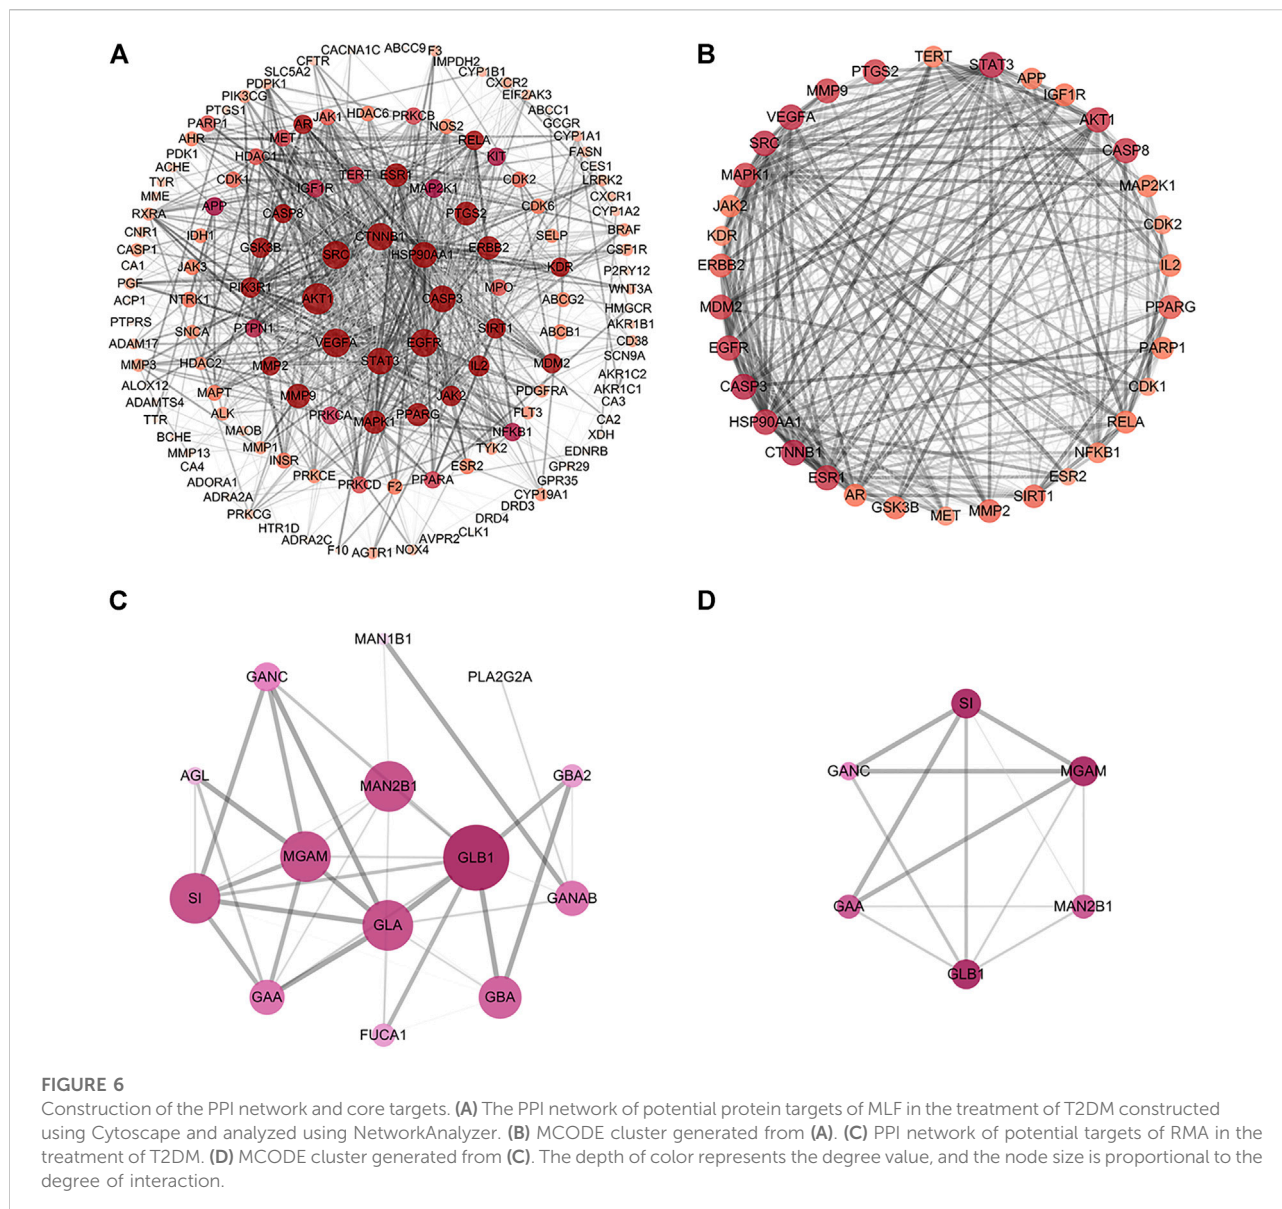 A
CACNA1C
ABCC9
F3
CFTR
IMPDH2
SLC5A2
CYP1B1
PDPK1
CXCR2
PIK3CG
EIF2AK3
PTGS1
ABCC1
PARP1
AR
JAK1
HDAC6
PRKCB
NOS2
GCGR
AHR
MET
RELA
CYP1A1
PDK1
HDAC1
KIT
FASN
ACHE
CES1
TYR
CDK1
IGF1R
TERT
ESR1
MAP2K1
CDK2
LRRK2
MME
CXCR1
RXRA
APP
CASP8
PTGS2
CDK6
CYP1A2
CNR1
IDH1
CTNNB1
SELP
BRAF
CASP1
GSK3B
SRC
HSP90AA1
ERBB2
CSF1R
CA1
JAK3
KDR
P2RY12
PGF
PIK3R1
MPO
WNT3A
ACP1
NTRK1
AKT1
CASP3
ABCG2
HMGCR
PTPRS
SNCA
PTPN1
SIRT1
ABCB1
AKR1B1
ADAM17
VEGFA
EGFR
CD38
MMP3
HDAC2
MMP2
STAT3
IL2
MDM2
SCN9A
ALOX12
AKR1C2
ADAMTS4
MAPT
MMP9
JAK2
PDGFRA
AKR1C1
TTR
ALK
PRKCA
MAPK1
PPARG
FLT3
CA3
BCHE
MAOB
NFKB1
CA2
MMP13
MMP1
TYK2
XDH
CA4
INSR
ESR2
EDNRB
ADORA1
PRKCE
PPARA
GPR29
ADRA2A
PRKCD
F2
GPR35
PRKCG
CYP19A1
HTR1D
DRD3
ADRA2C
DRD4
F10
AGTR1
NOX4
AVPR2
CLK1
B
TERT
STAT3
PTGS2
APP
MMP9
IGF1R
VEGFA
AKT1
SRC
CASP8
MAPK1
MAP2K1
JAK2
CDK2
KDR
ERBB2
IL2
MDM2
PPARG
EGFR
PARP1
CASP3
CDK1
HSP90AA1
RELA
CTNNB1
NFKB1
ESR1
ESR2
AR
SIRT1
GSK3B
MET
MMP2
C
MAN1B1
GANC
PLA2G2A
AGL
MAN2B1
GBA2
MGAM
GLB1
SI
GANAB
GLA
GAA
GBA
FUCA1
D
SI
GANC
MGAM
GAA
MAN2B1
GLB1
FIGURE 6
Construction of the PPI network and core targets. (A) The PPI network of potential protein targets of MLF in the treatment of T2DM constructed
using Cytoscape and analyzed using NetworkAnalyzer. (B) MCODE cluster generated from (A). (C) PPI network of potential targets of RMA in the
treatment of T2DM. (D) MCODE cluster generated from (C). The depth of color represents the degree value, and the node size is proportional to the
degree of interaction.